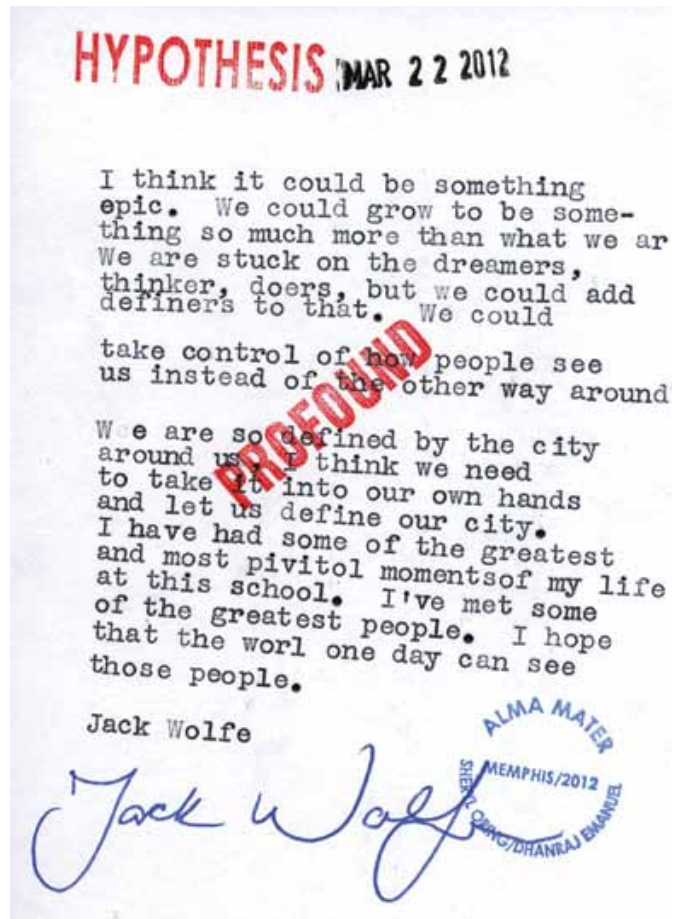 HYPOTHESIS MAR 22 2012
I think it could be something
epic. We could grow to be some-
thing so much more than what we ar
We are stuck on the dreamers,
thinker, doers, but we could add
definers to that. We could
take control of how people see
us instead of the other way around
PROFOUND
We are so defined by the city
around us, I think we need
to take it into our own hands
and let us define our city.
I have had some of the greatest
and most pivitol momentsof my life
at this school. I've met some
of the greatest people. I hope
that the worl one day can see
those people.
Jack Wolfe
Jack Wolfe
ALMA MATER
MEMPHIS/2012
SHERYL ORING/DHANRAJ EMANUEL